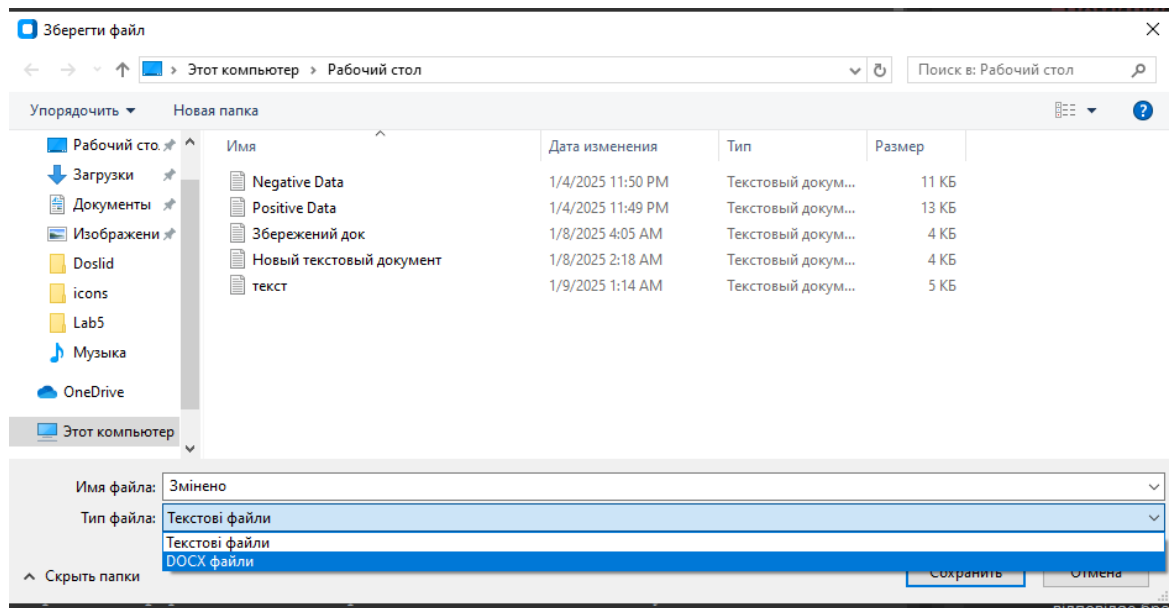 Зберегти файл
Этот компьютер › Рабочий стол
Поиск в: Рабочий стол
Упорядочить Новая папка
Имя Дата изменения Тип Размер
Рабочий сто.
Загрузки
Документы
Изображени
Doslid
icons
Lab5
Музыка
OneDrive
Этот компьютер
Negative Data 1/4/2025 11:50 PM Текстовый докум... 11 КБ
Positive Data 1/4/2025 11:49 PM Текстовый докум... 13 КБ
Збережений док 1/8/2025 4:05 AM Текстовый докум... 4 КБ
Новый текстовый документ 1/8/2025 2:18 AM Текстовый докум... 4 КБ
текст 1/9/2025 1:14 AM Текстовый докум... 5 КБ
Имя файла: Змінено
Тип файла: Текстові файли
Текстові файли
DOCX файли
Скрыть папки
Сохранить Отмена